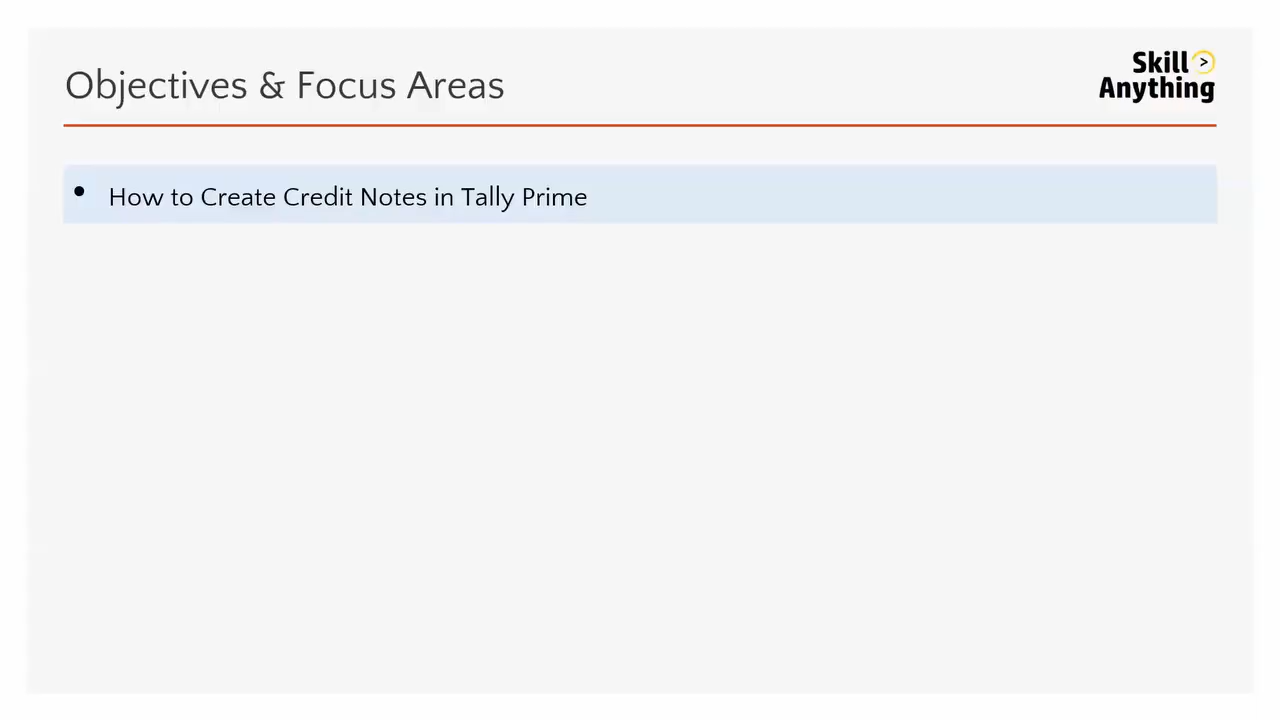 Objectives & Focus Areas
Skill
Anything
• How to Create Credit Notes in Tally Prime